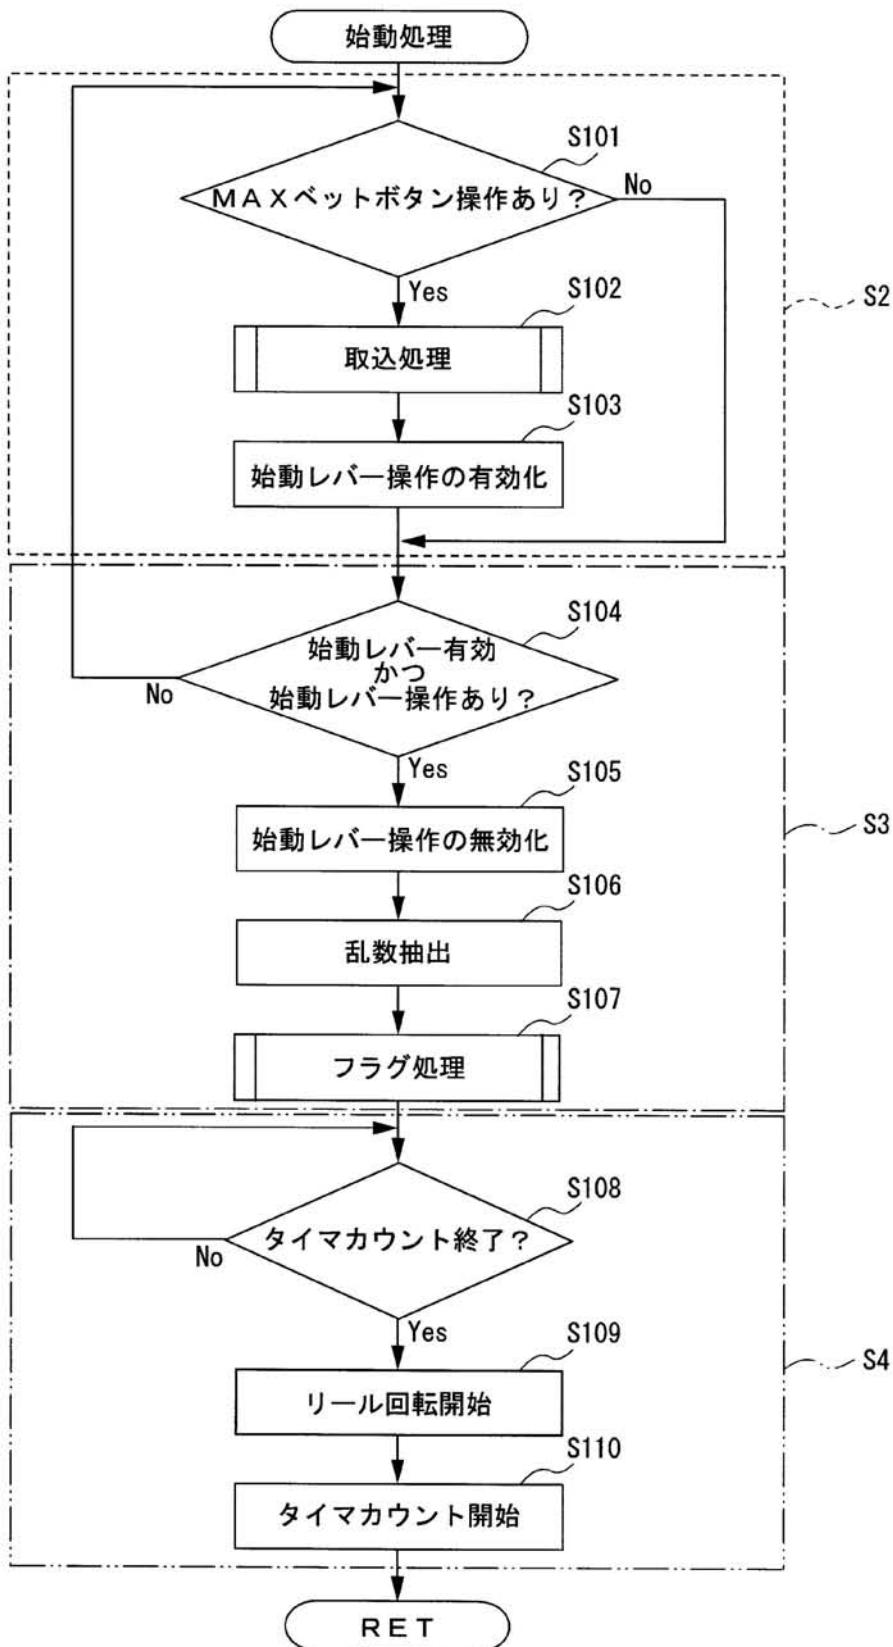 始動処理
S101
MAXベットボタン操作あり?
No
Yes
S102
S2
取込処理
S103
始動レバー操作の有効化
S104
始動レバー有効
かつ
始動レバー操作あり?
No
Yes
S105
S3
始動レバー操作の無効化
S106
乱数抽出
S107
フラグ処理
S108
タイマカウント終了?
No
Yes
S109
S4
リール回転開始
S110
タイマカウント開始
RET